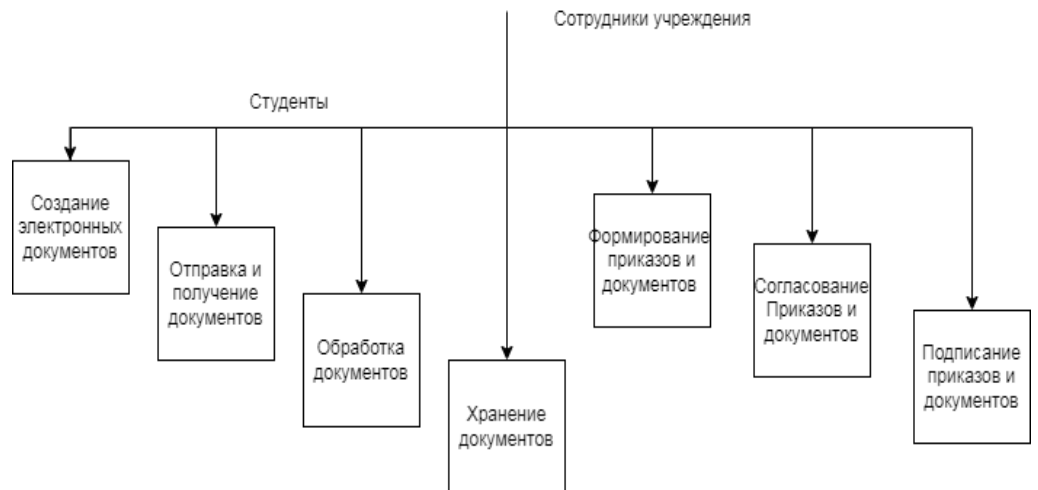 Сотрудники учреждения
Студенты
Создание
электронных
документов
Отправка и
получение
документов
Обработка
документов
Хранение
документов
Формирование
приказов и
документов
Согласование
Приказов и
документов
Подписание
приказов и
документов